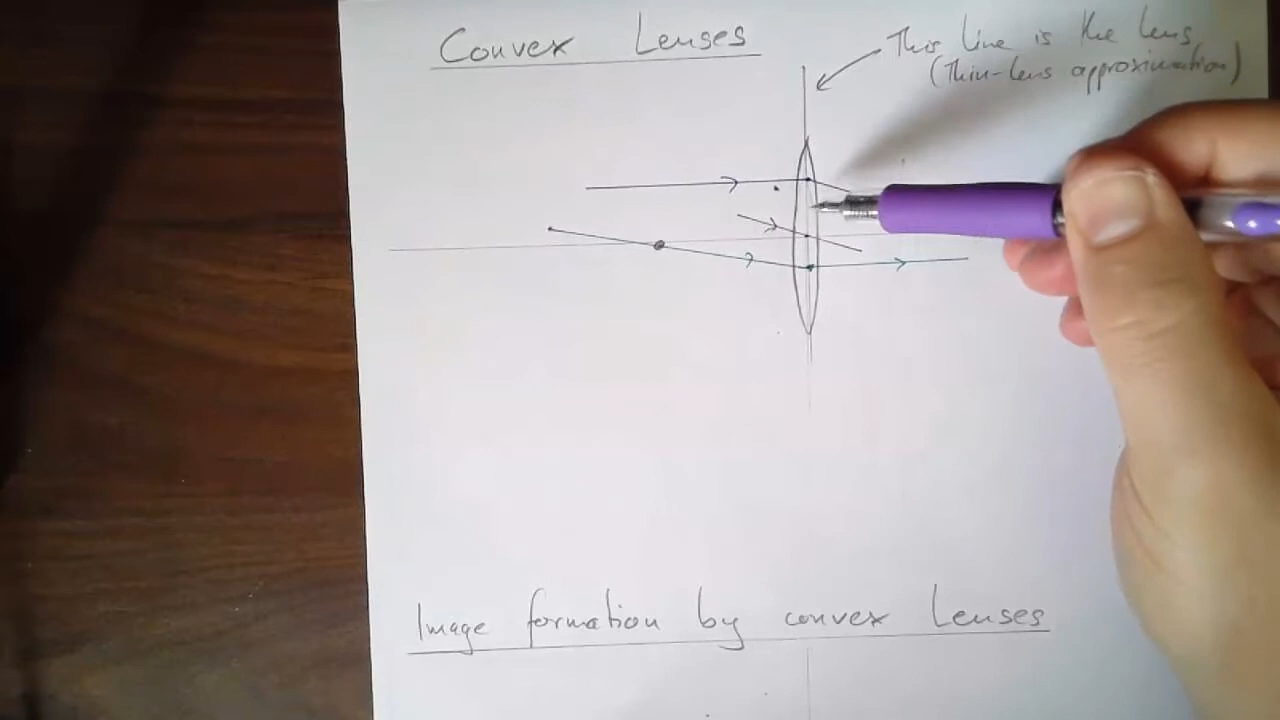 Convex Lenses
This line is the lens
(Thin-lens approximation)
Image formation by convex lenses